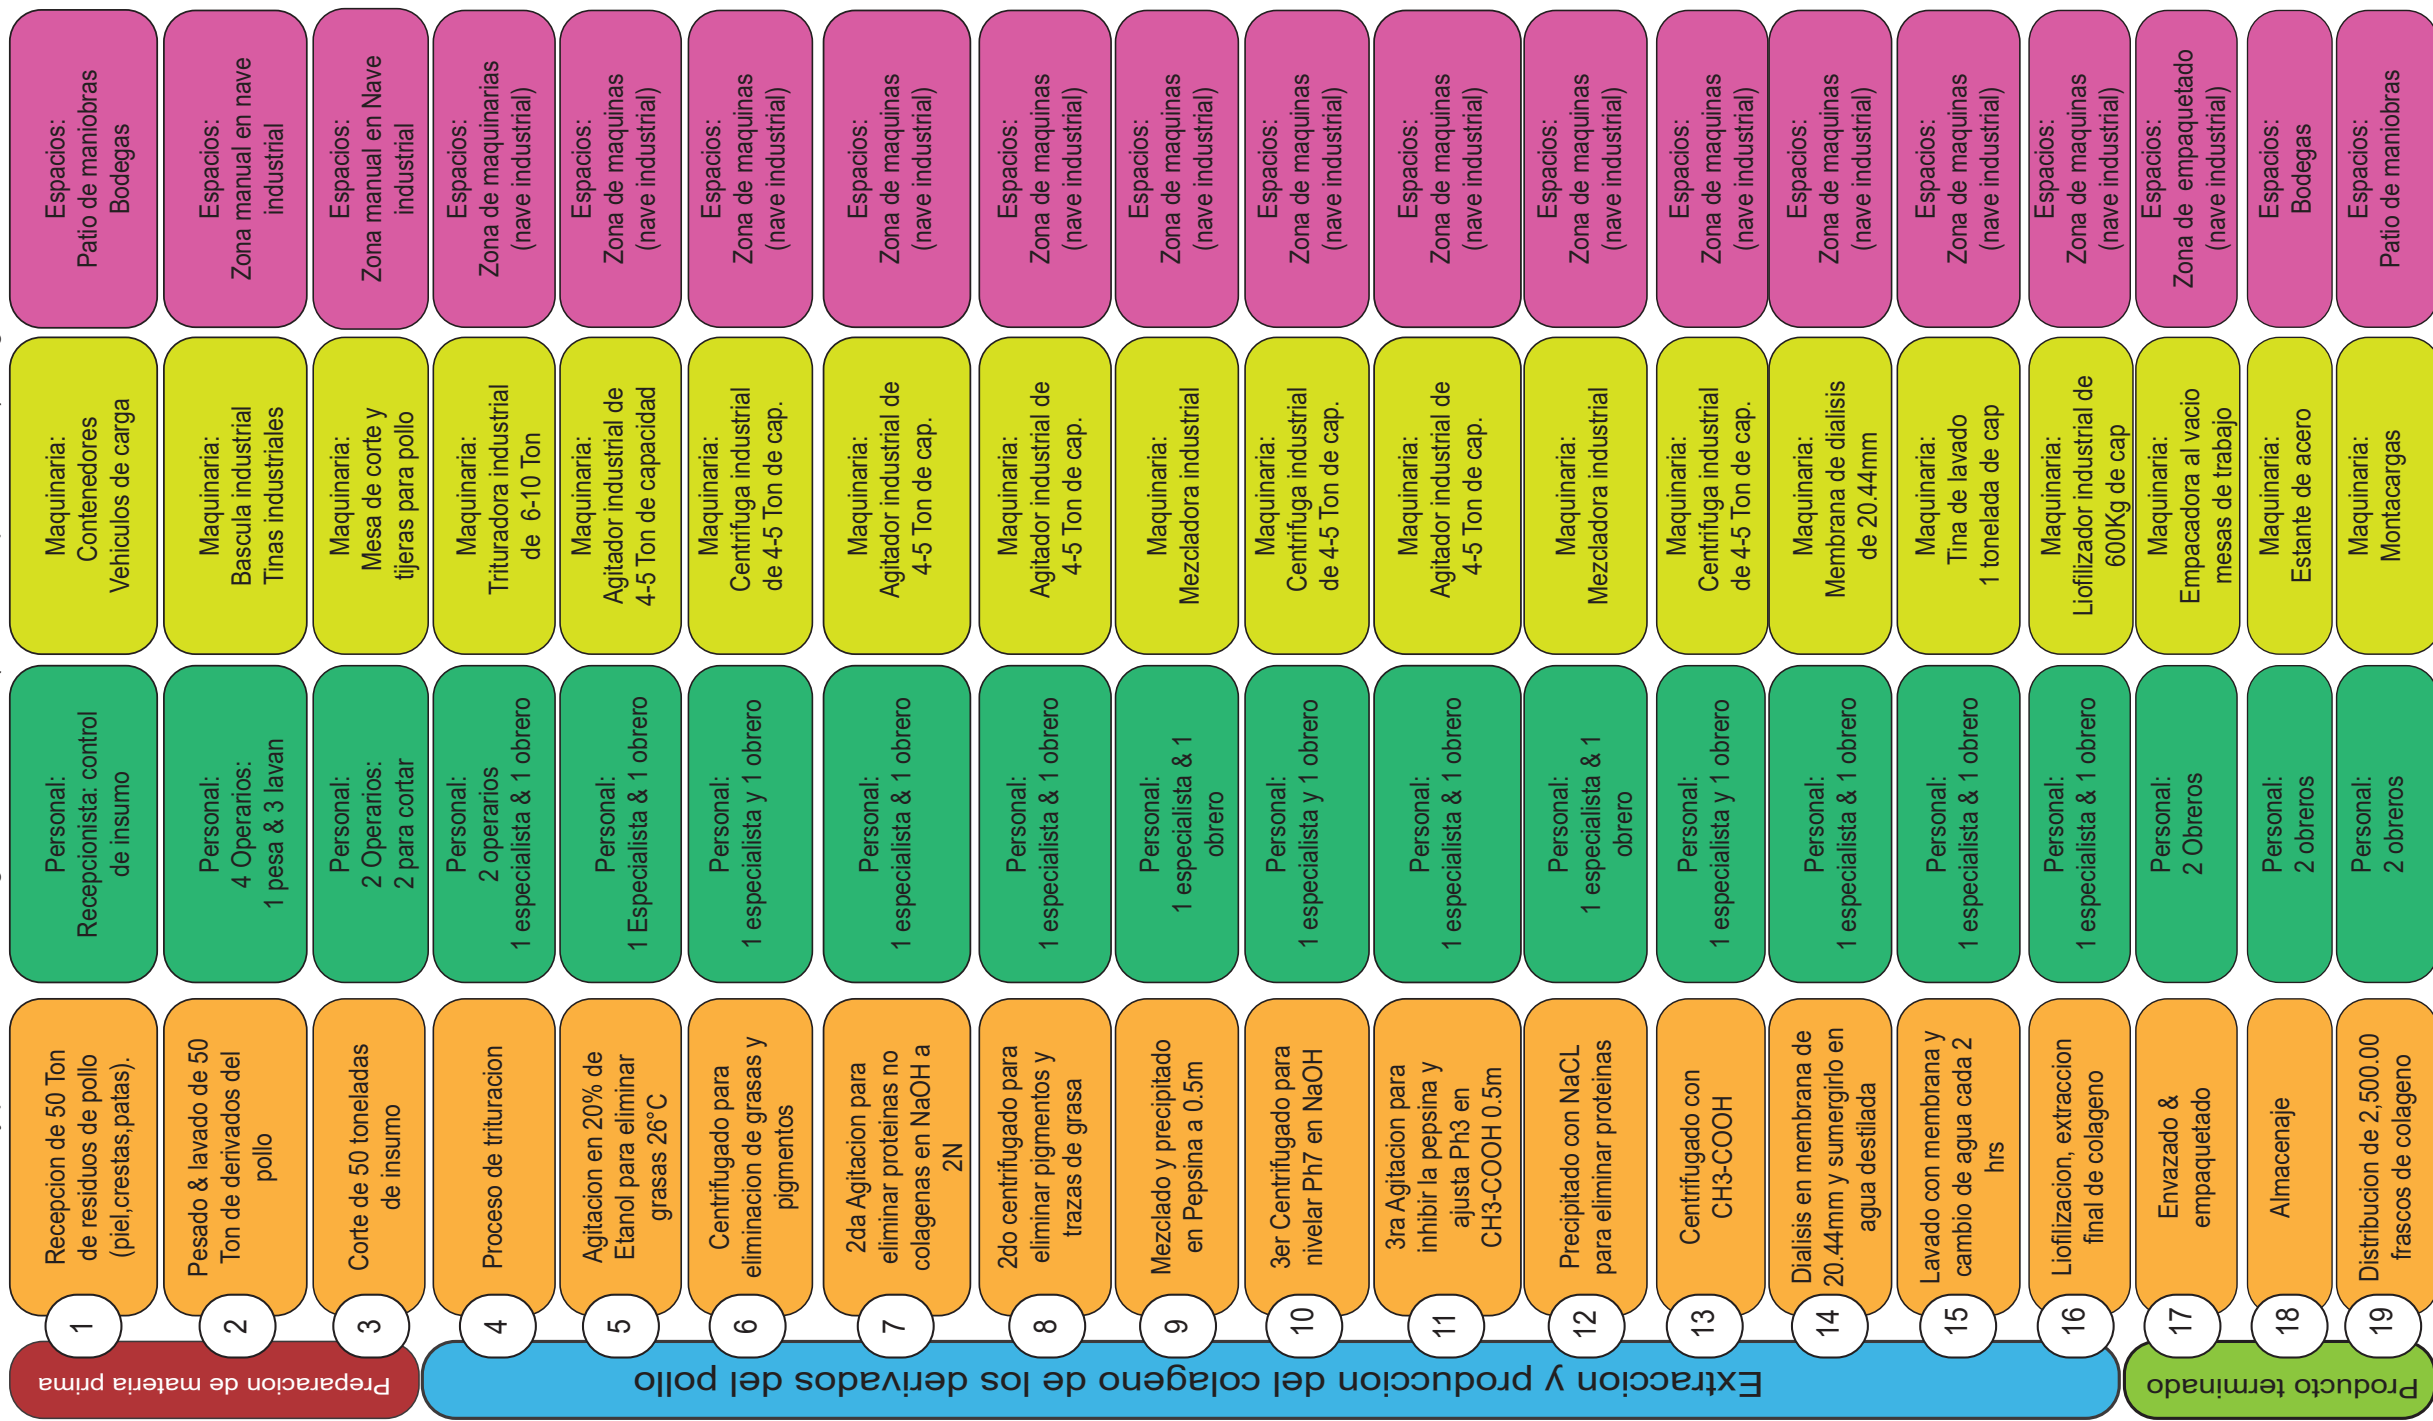 Preparacion de materia prima
1
Recepcion de 50 Ton
de residuos de pollo
(piel,crestas,patas).
Personal:
Recepcionista: control
de insumo
Maquinaria:
Contenedores
Vehiculos de carga
Espacios:
Patio de maniobras
Bodegas
2
Pesado & lavado de 50
Ton de derivados del
pollo
Personal:
4 Operarios:
1 pesa & 3 lavan
Maquinaria:
Bascula industrial
Tinas industriales
Espacios:
Zona manual en nave
industrial
3
Corte de 50 toneladas
de insumo
Personal:
2 Operarios:
2 para cortar
Maquinaria:
Mesa de corte y
tijeras para pollo
Espacios:
Zona manual en Nave
industrial
Extraccion y produccion del colageno de los derivados del pollo
4
Proceso de trituracion
Personal:
2 operarios
1 especialista & 1 obrero
Maquinaria:
Trituradora industrial
de 6-10 Ton
Espacios:
Zona de maquinarias
(nave industrial)
5
Agitacion en 20% de
Etanol para eliminar
grasas 26°C
Personal:
1 Especialista & 1 obrero
Maquinaria:
Agitador industrial de
4-5 Ton de capacidad
Espacios:
Zona de maquinas
(nave industrial)
6
Centrifugado para
eliminacion de grasas y
pigmentos
Personal:
1 especialista y 1 obrero
Maquinaria:
Centrifuga industrial
de 4-5 Ton de cap.
Espacios:
Zona de maquinas
(nave industrial)
7
2da Agitacion para
eliminar proteinas no
colagenas en NaOH a
2N
Personal:
1 especialista & 1 obrero
Maquinaria:
Agitador industrial de
4-5 Ton de cap.
Espacios:
Zona de maquinas
(nave industrial)
8
2do centrifugado para
eliminar pigmentos y
trazas de grasa
Personal:
1 especialista & 1 obrero
Maquinaria:
Agitador industrial de
4-5 Ton de cap.
Espacios:
Zona de maquinas
(nave industrial)
9
Mezclado y precipitado
en Pepsina a 0.5m
Personal:
1 especialista & 1
obrero
Maquinaria:
Mezcladora industrial
Espacios:
Zona de maquinas
(nave industrial)
10
3er Centrifugado para
nivelar Ph7 en NaOH
Personal:
1 especialista y 1 obrero
Maquinaria:
Centrifuga industrial
de 4-5 Ton de cap.
Espacios:
Zona de maquinas
(nave industrial)
11
3ra Agitacion para
inhibir la pepsina y
ajusta Ph3 en
CH3-COOH 0.5m
Personal:
1 especialista & 1 obrero
Maquinaria:
Agitador industrial de
4-5 Ton de cap.
Espacios:
Zona de maquinas
(nave industrial)
12
Precipitado con NaCL
para eliminar proteinas
Personal:
1 especialista & 1
obrero
Maquinaria:
Mezcladora industrial
Espacios:
Zona de maquinas
(nave industrial)
13
Centrifugado con
CH3-COOH
Personal:
1 especialista y 1 obrero
Maquinaria:
Centrifuga industrial
de 4-5 Ton de cap.
Espacios:
Zona de maquinas
(nave industrial)
14
Dialisis en membrana de
20.44mm y sumergirlo en
agua destilada
Personal:
1 especialista & 1 obrero
Maquinaria:
Membrana de dialisis
de 20.44mm
Espacios:
Zona de maquinas
(nave industrial)
15
Lavado con membrana y
cambio de agua cada 2
hrs
Personal:
1 especialista & 1 obrero
Maquinaria:
Tina de lavado
1 tonelada de cap
Espacios:
Zona de maquinas
(nave industrial)
16
Liofilizacion, extraccion
final de colageno
Personal:
1 especialista & 1 obrero
Maquinaria:
Liofilizador industrial de
600Kg de cap
Espacios:
Zona de maquinas
(nave industrial)
Producto terminado
17
Envazado &
empaquetado
Personal:
2 Obreros
Maquinaria:
Empacadora al vacio
mesas de trabajo
Espacios:
Zona de empaquetado
(nave industrial)
18
Almacenaje
Personal:
2 obreros
Maquinaria:
Estante de acero
Espacios:
Bodegas
19
Distribucion de 2,500.00
frascos de colageno
Personal:
2 obreros
Maquinaria:
Montacargas
Espacios:
Patio de maniobras